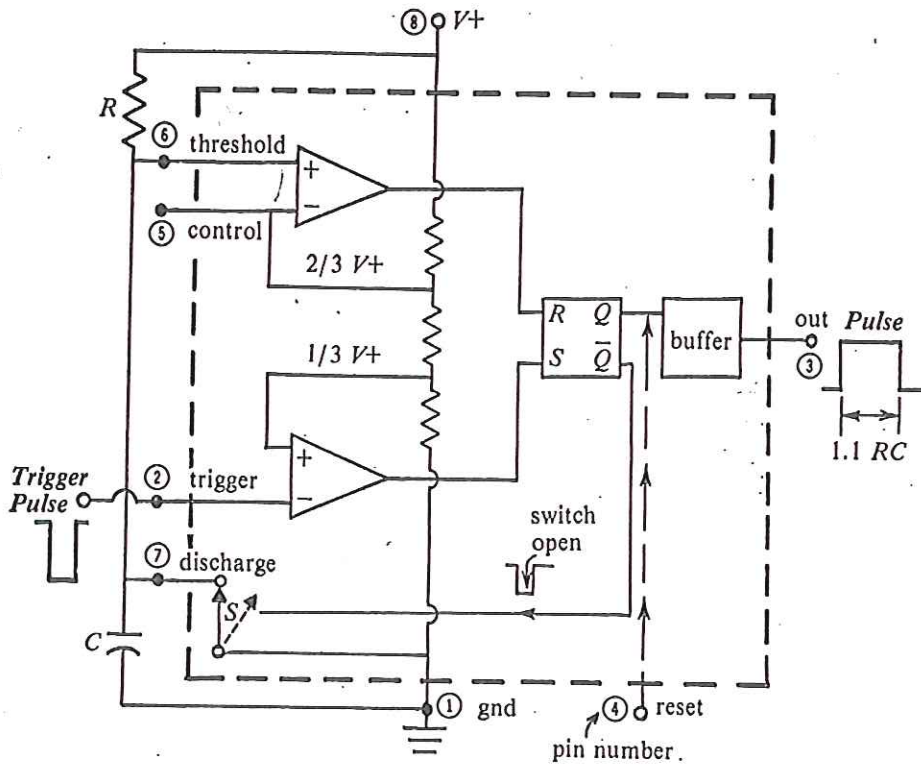 ⑧ V+
R
⑥ threshold
+
−
⑤ control
2/3 V+
R Q
S Q̅
buffer
out
③
Pulse
1.1 RC
1/3 V+
+
−
Trigger
Pulse
② trigger
switch
open
⑦ discharge
S
C
① gnd
④ reset
pin number.